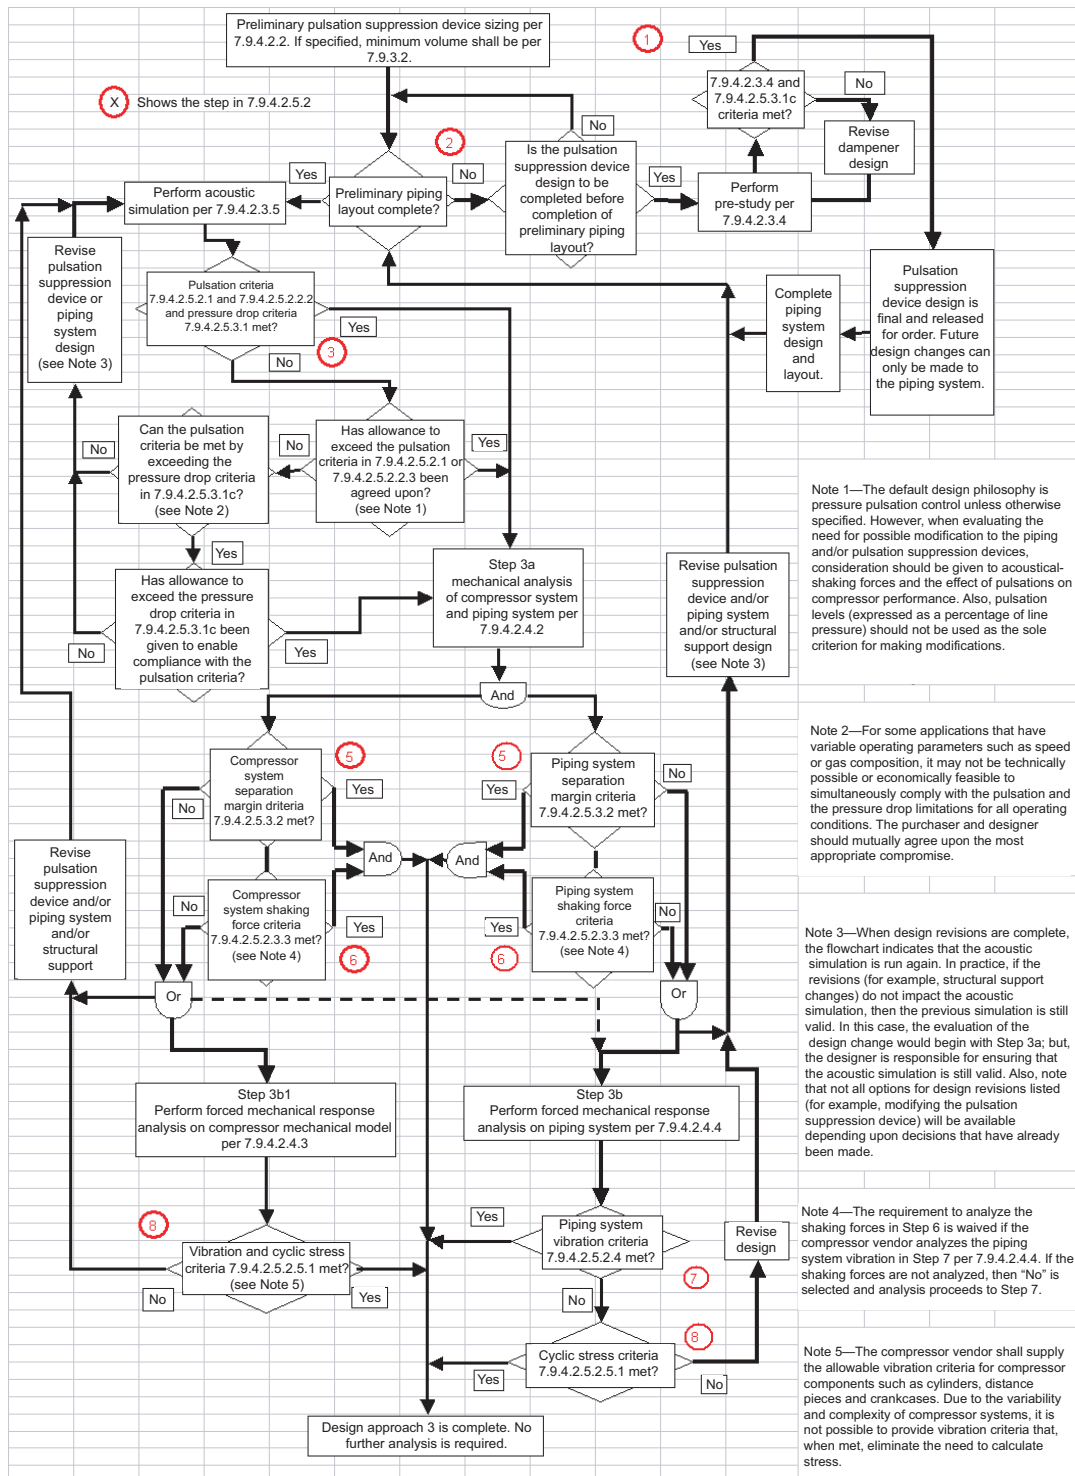 Preliminary pulsation suppression device sizing per
7.9.4.2.2. If specified, minimum volume shall be per
7.9.3.2.
1
Yes
7.9.4.2.3.4 and
7.9.4.2.5.3.1c
criteria met?
No
X
Shows the step in 7.9.4.2.5.2
No
Revise
dampener
design
2
Is the pulsation
suppression device
design to be
completed before
completion of
preliminary piping
layout?
Yes
No
Yes
Perform acoustic
simulation per 7.9.4.2.3.5
Preliminary piping
layout complete?
Perform
pre-study per
7.9.4.2.3.4
Revise
pulsation
suppression
device or
piping
system
design
(see Note 3)
Pulsation criteria
7.9.4.2.5.2.1 and 7.9.4.2.5.2.2.2
and pressure drop criteria
7.9.4.2.5.3.1 met?
Yes
3
No
Complete
piping
system
design
and
layout.
Pulsation
suppression
device design is
final and released
for order. Future
design changes can
only be made to
the piping system.
Can the pulsation
criteria be met by
exceeding the
pressure drop criteria
in 7.9.4.2.5.3.1c?
(see Note 2)
No
No
Has allowance to
exceed the pulsation
criteria in 7.9.4.2.5.2.1 or
7.9.4.2.5.2.2.3 been
agreed upon?
(see Note 1)
Yes
Yes
Note 1—The default design philosophy is
pressure pulsation control unless otherwise
specified. However, when evaluating the
need for possible modification to the piping
and/or pulsation suppression devices,
consideration should be given to acoustical-
shaking forces and the effect of pulsations on
compressor performance. Also, pulsation
levels (expressed as a percentage of line
pressure) should not be used as the sole
criterion for making modifications.
Has allowance to
exceed the pressure
drop criteria in
7.9.4.2.5.3.1c been
given to enable
compliance with the
pulsation criteria?
No
Yes
Step 3a
mechanical analysis
of compressor system
and piping system per
7.9.4.2.4.2
Revise pulsation
suppression
device and/or
piping system
and/or structural
support design
(see Note 3)
And
Compressor
system
separation
margin driteria
7.9.4.2.5.3.2 met?
5
Yes
No
5
Yes
Piping system
separation
margin criteria
7.9.4.2.5.3.2 met?
No
Note 2—For some applications that have
variable operating parameters such as speed
or gas composition, it may not be technically
possible or economically feasible to
simultaneously comply with the pulsation and
the pressure drop limitations for all operating
conditions. The purchaser and designer
should mutually agree upon the most
appropriate compromise.
Revise
pulsation
suppression
device and/or
piping system
and/or
structural
support
And
And
No
Compressor
system shaking
force criteria
7.9.4.2.5.2.3.3 met?
(see Note 4)
Yes
6
Yes
6
Piping system
shaking force
criteria
7.9.4.2.5.2.3.3 met?
(see Note 4)
No
Or
Or
Note 3—When design revisions are complete,
the flowchart indicates that the acoustic
simulation is run again. In practice, if the
revisions (for example, structural support
changes) do not impact the acoustic
simulation, then the previous simulation is still
valid. In this case, the evaluation of the
design change would begin with Step 3a; but,
the designer is responsible for ensuring that
the acoustic simulation is still valid. Also, note
that not all options for design revisions listed
(for example, modifying the pulsation
suppression device) will be available
depending upon decisions that have already
been made.
Step 3b1
Perform forced mechanical response
analysis on compressor mechanical model
per 7.9.4.2.4.3
Step 3b
Perform forced mechanical response
analysis on piping system per 7.9.4.2.4.4
8
Vibration and cyclic stress
criteria 7.9.4.2.5.2.5.1 met?
(see Note 5)
No
Yes
Yes
Piping system
vibration criteria
7.9.4.2.5.2.4 met?
7
No
Revise
design
Note 4—The requirement to analyze the
shaking forces in Step 6 is waived if the
compressor vendor analyzes the piping
system vibration in Step 7 per 7.9.4.2.4.4. If the
shaking forces are not analyzed, then “No” is
selected and analysis proceeds to Step 7.
8
Cyclic stress criteria
7.9.4.2.5.2.5.1 met?
Yes
No
Note 5—The compressor vendor shall supply
the allowable vibration criteria for compressor
components such as cylinders, distance
pieces and crankcases. Due to the variability
and complexity of compressor systems, it is
not possible to provide vibration criteria that,
when met, eliminate the need to calculate
stress.
Design approach 3 is complete. No
further analysis is required.